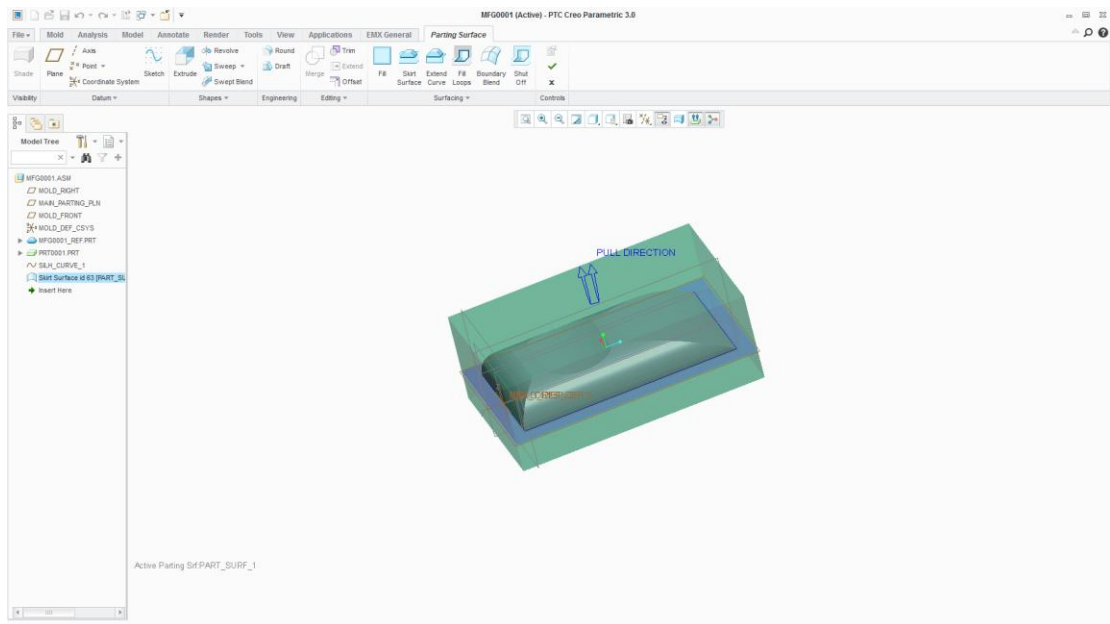 MFG0001 (Active) - PTC Creo Parametric 3.0
File Mold Analysis Model Annotate Render Tools View Applications EMX General Parting Surface
Shade
Plane
Axis
Point
Coordinate System
Sketch
Extrude
Revolve
Sweep
Swept Blend
Round
Draft
Merge
Trim
Extend
Offset
Fill
Skirt Surface
Extend Curve
Fill Loops
Boundary Blend
Shut Off
Visibility Datum Shapes Engineering Editing Surfacing Controls
Model Tree
MFG0001.ASM
MOLD_RIGHT
MAIN_PARTING_PLN
MOLD_FRONT
MOLD_DEF_CSYS
MFG0001_REF.PRT
PRT0001.PRT
SILH_CURVE_1
Skirt Surface id 63 [PART_SU
Insert Here
PULL DIRECTION
Active Parting Srf:PART_SURF_1